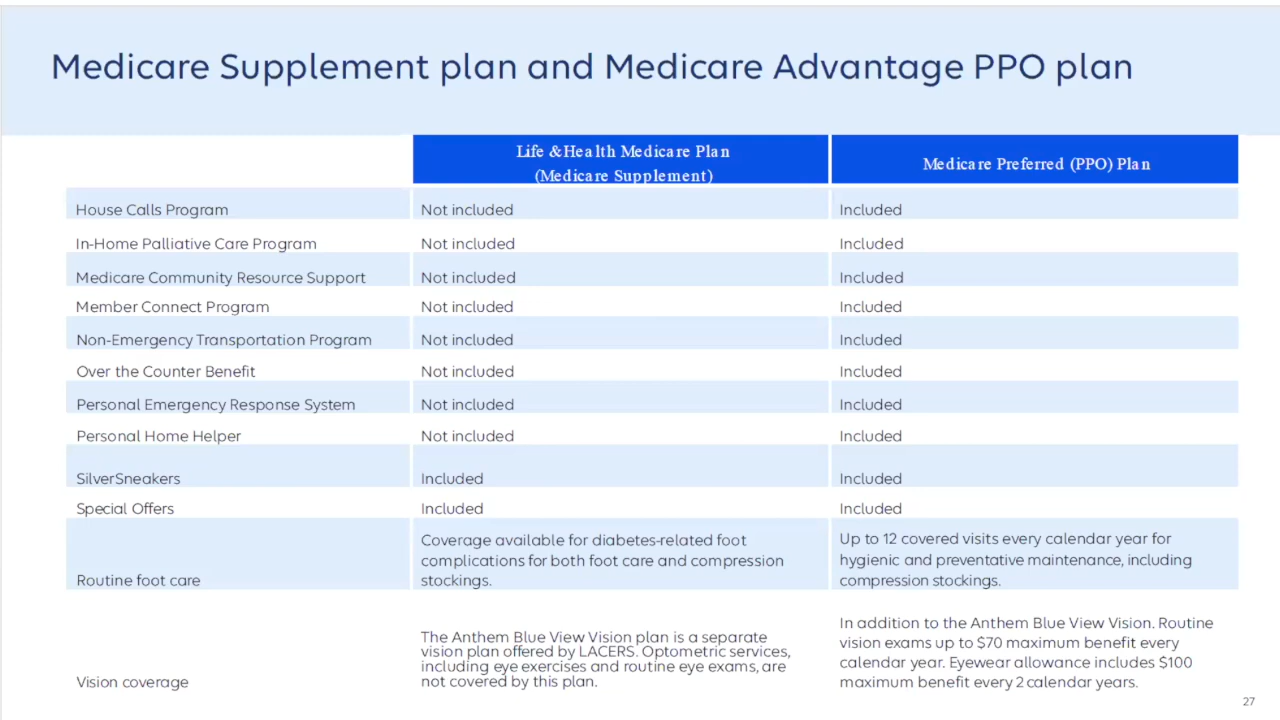 Medicare Supplement plan and Medicare Advantage PPO plan
Life &Health Medicare Plan
(Medicare Supplement)
Medicare Preferred (PPO) Plan
House Calls Program
Not included
Included
In-Home Palliative Care Program
Not included
Included
Medicare Community Resource Support
Not included
Included
Member Connect Program
Not included
Included
Non-Emergency Transportation Program
Not included
Included
Over the Counter Benefit
Not included
Included
Personal Emergency Response System
Not included
Included
Personal Home Helper
Not included
Included
SilverSneakers
Included
Included
Special Offers
Included
Included
Routine foot care
Coverage available for diabetes-related foot
complications for both foot care and compression
stockings.
Up to 12 covered visits every calendar year for
hygienic and preventative maintenance, including
compression stockings.
Vision coverage
The Anthem Blue View Vision plan is a separate
vision plan offered by LACERS. Optometric services,
including eye exercises and routine eye exams, are
not covered by this plan.
In addition to the Anthem Blue View Vision. Routine
vision exams up to $70 maximum benefit every
calendar year. Eyewear allowance includes $100
maximum benefit every 2 calendar years.
27